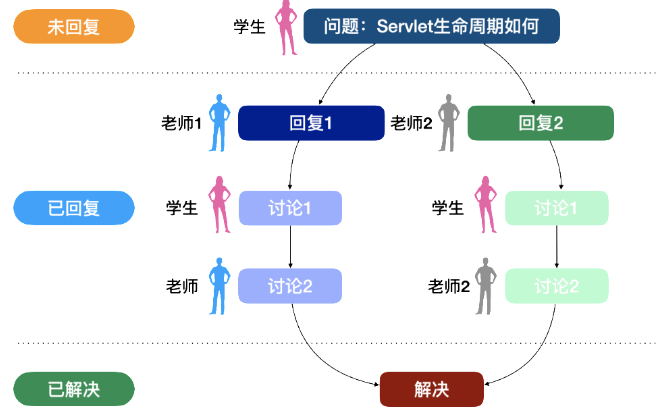 未回复
学生
问题：Servlet生命周期如何
老师1
回复1
老师2
回复2
已回复
学生
讨论1
学生
讨论1
老师
讨论2
老师2
讨论2
已解决
解决